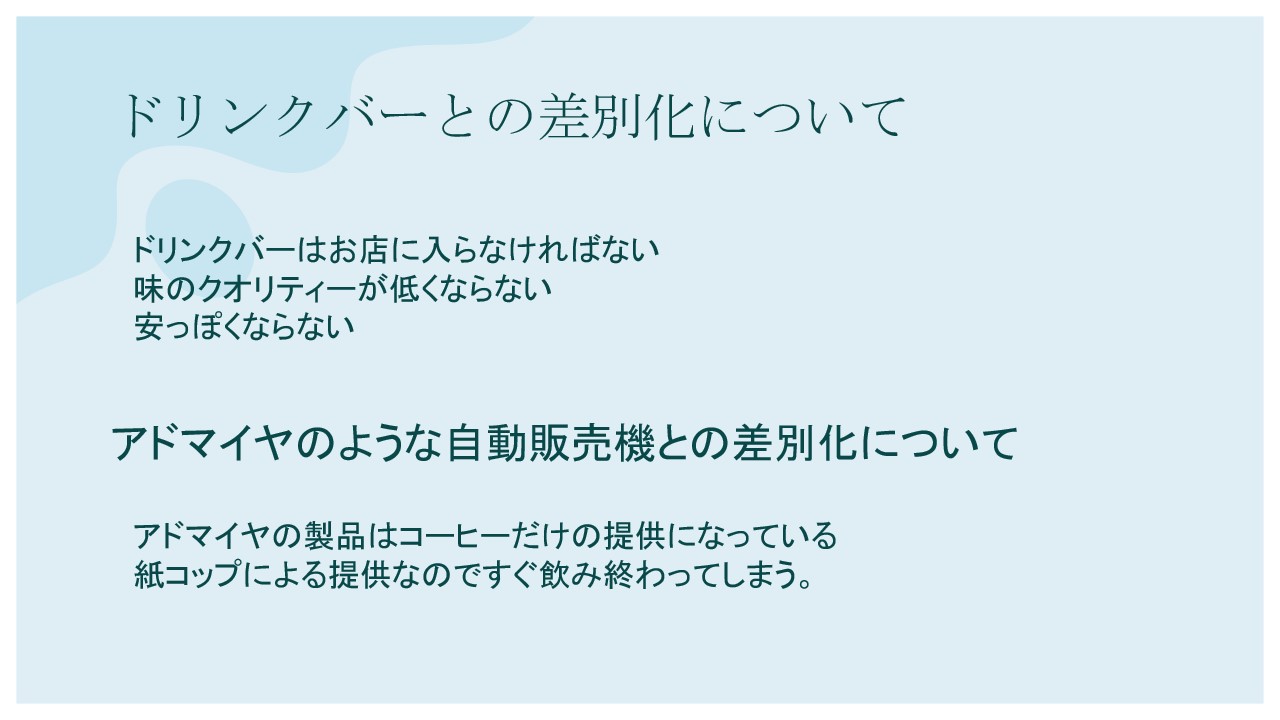 ドリンクバーとの差別化について
ドリンクバーはお店に入らなければない
味のクオリティーが低くならない
安っぽくならない
アドマイヤのような自動販売機との差別化について
アドマイヤの製品はコーヒーだけの提供になっている
紙コップによる提供なのですぐ飲み終わってしまう。